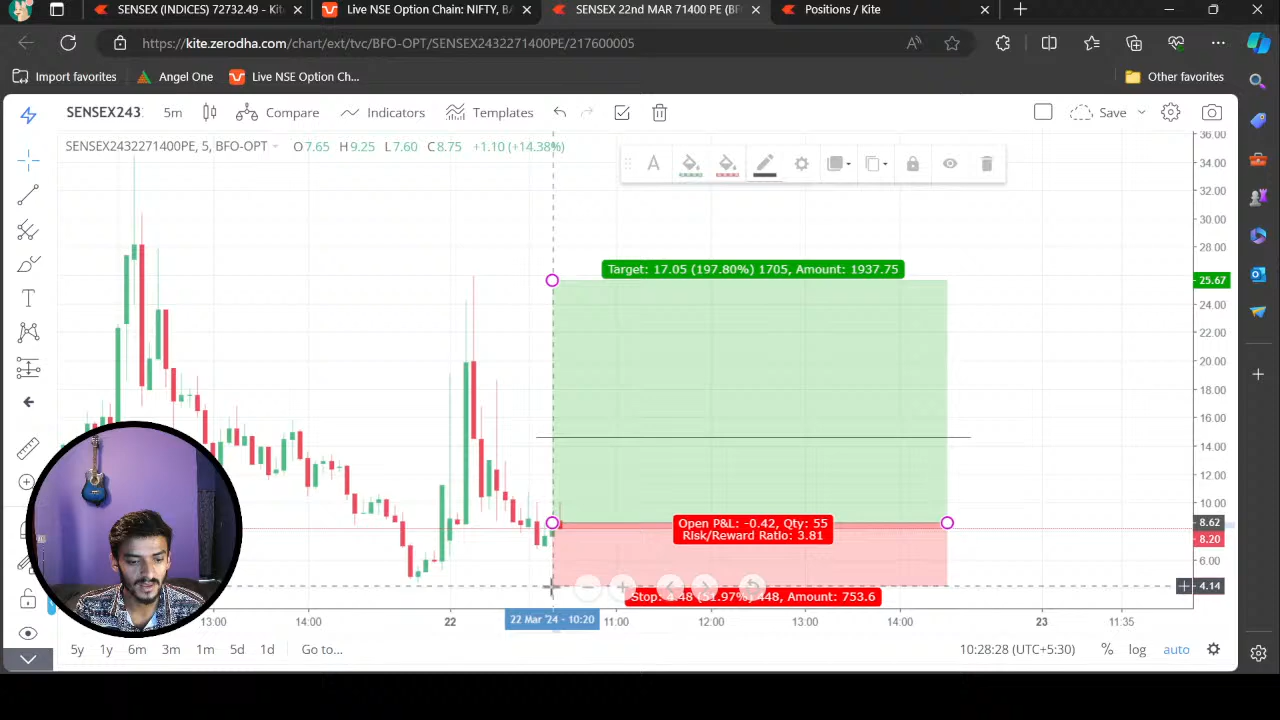 SENSEX (INDICES) 72732.49 - Kit
Live NSE Option Chain: NIFTY, BA
SENSEX 22nd MAR 71400 PE (BF
Positions / Kite
https://kite.zerodha.com/chart/ext/tvc/BFO-OPT/SENSEX2432271400PE/217600005
Import favorites
Angel One
Live NSE Option Ch...
Other favorites
SENSEX243
5m
Compare
Indicators
Templates
Save
SENSEX2432271400PE, 5, BFO-OPT
O7.65 H9.25 L7.60 C8.75 +1.10 (+14.38%)
36.00
34.00
32.00
30.00
28.00
Target: 17.05 (197.80%) 1705, Amount: 1937.75
25.67
24.00
22.00
20.00
18.00
16.00
14.00
12.00
10.00
Open P&L: -0.42, Qty: 55
8.62
Risk/Reward Ratio: 3.81
8.20
6.00
4.14
Stop: 4.48 (51.97%) 448, Amount: 753.6
13:00
14:00
22
22 Mar '24 - 10:20
11:00
12:00
13:00
14:00
23
11:35
5y
1y
6m
3m
1m
5d
1d
Go to...
10:28:28 (UTC+5:30)
%
log
auto